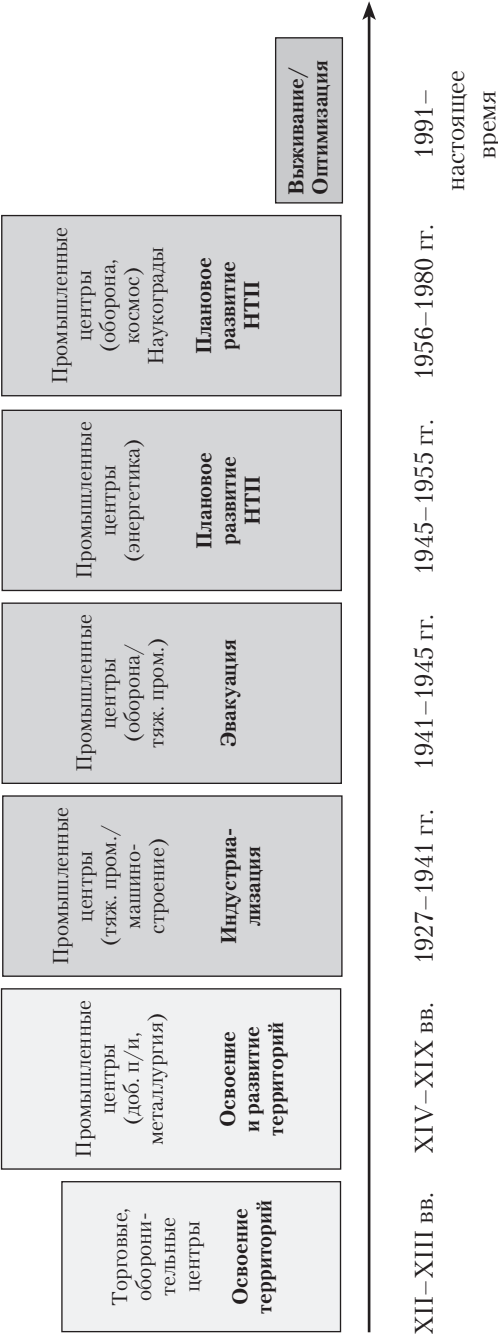 Торговые,
оборони-
тельные
центры
Освоение
территорий
XII–XIII вв.
Промышленные
центры
(доб. п/и,
металлургия)
Освоение
и развитие
территорий
XIV–XIX вв.
Промышленные
центры
(тяж. пром./
машино-
строение)
Индустриа-
лизация
1927–1941 гг.
Промышленные
центры
(оборона/
тяж. пром.)
Эвакуация
1941–1945 гг.
Промышленные
центры
(энергетика)
Плановое
развитие
НТП
1945–1955 гг.
Промышленные
центры
(оборона,
космос)
Наукограды
Плановое
развитие
НТП
1956–1980 гг.
Выживание/
Оптимизация
1991–
настоящее
время